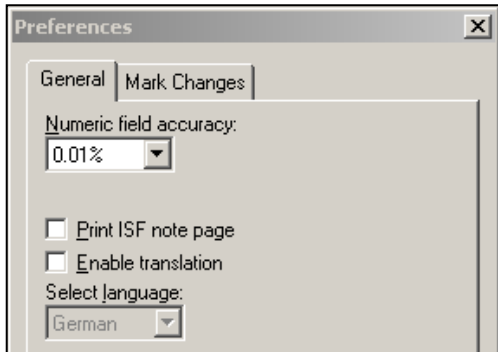 Preferences
General Mark Changes
Numeric field accuracy:
0.01%
Print ISF note page
Enable translation
Select language:
German